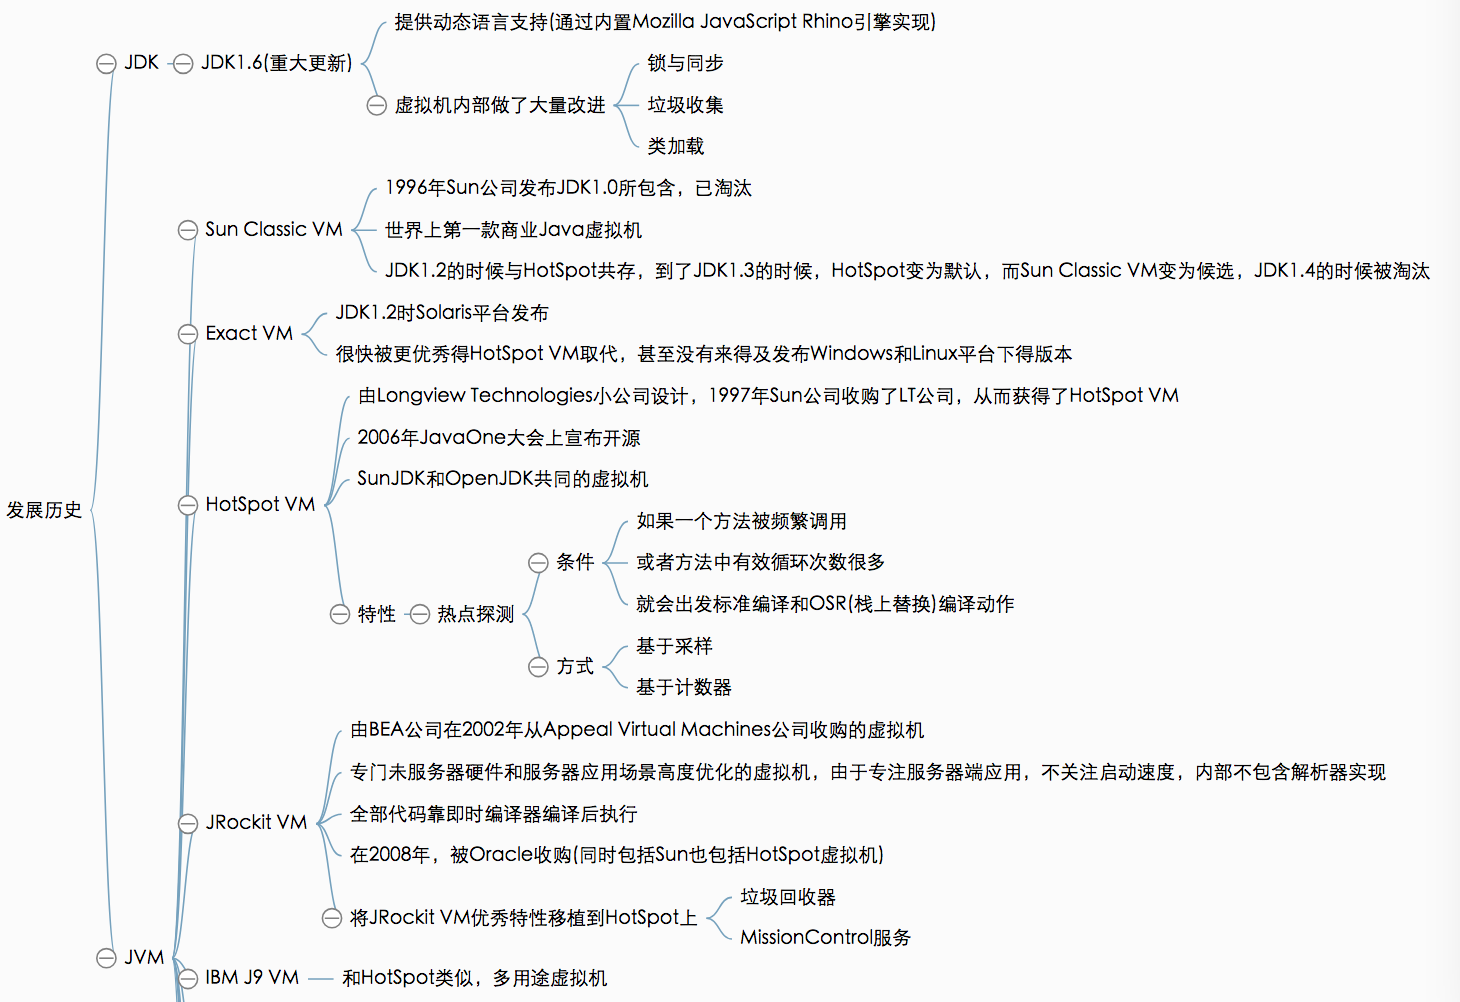 提供动态语言支持(通过内置Mozilla JavaScript Rhino引擎实现)
JDK
JDK1.6(重大更新)
锁与同步
虚拟机内部做了大量改进
垃圾收集
类加载
1996年Sun公司发布JDK1.0所包含，已淘汰
Sun Classic VM
世界上第一款商业Java虚拟机
JDK1.2的时候与HotSpot共存，到了JDK1.3的时候，HotSpot变为默认，而Sun Classic VM变为候选，JDK1.4的时候被淘汰
JDK1.2时Solaris平台发布
Exact VM
很快被更优秀得HotSpot VM取代，甚至没有来得及发布Windows和Linux平台下得版本
由Longview Technologies小公司设计，1997年Sun公司收购了LT公司，从而获得了HotSpot VM
2006年JavaOne大会上宣布开源
SunJDK和OpenJDK共同的虚拟机
发展历史
HotSpot VM
如果一个方法被频繁调用
条件
或者方法中有效循环次数很多
就会出发标准编译和OSR(栈上替换)编译动作
特性
热点探测
基于采样
方式
基于计数器
由BEA公司在2002年从Appeal Virtual Machines公司收购的虚拟机
专门未服务器硬件和服务器应用场景高度优化的虚拟机，由于专注服务器端应用，不关注启动速度，内部不包含解析器实现
JRockit VM
全部代码靠即时编译器编译后执行
在2008年，被Oracle收购(同时包括Sun也包括HotSpot虚拟机)
垃圾回收器
将JRockit VM优秀特性移植到HotSpot上
MissionControl服务
JVM
IBM J9 VM
和HotSpot类似，多用途虚拟机